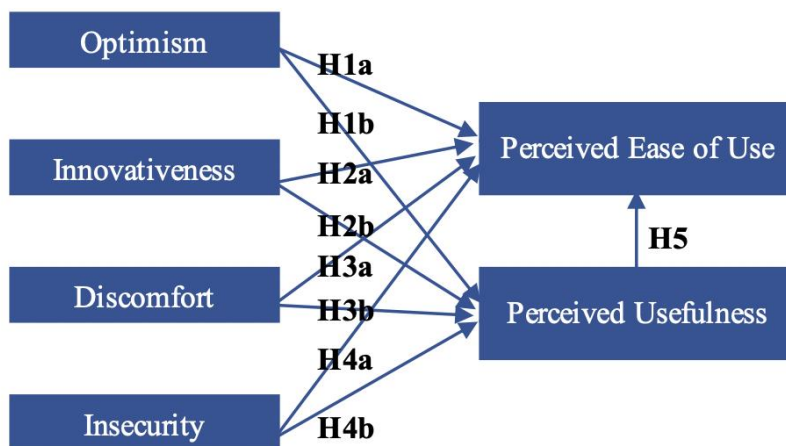 Optimism
H1a
H1b
Perceived Ease of Use
Innovativeness
H2a
H2b
H5
Discomfort
H3a
H3b
Perceived Usefulness
H4a
Insecurity
H4b